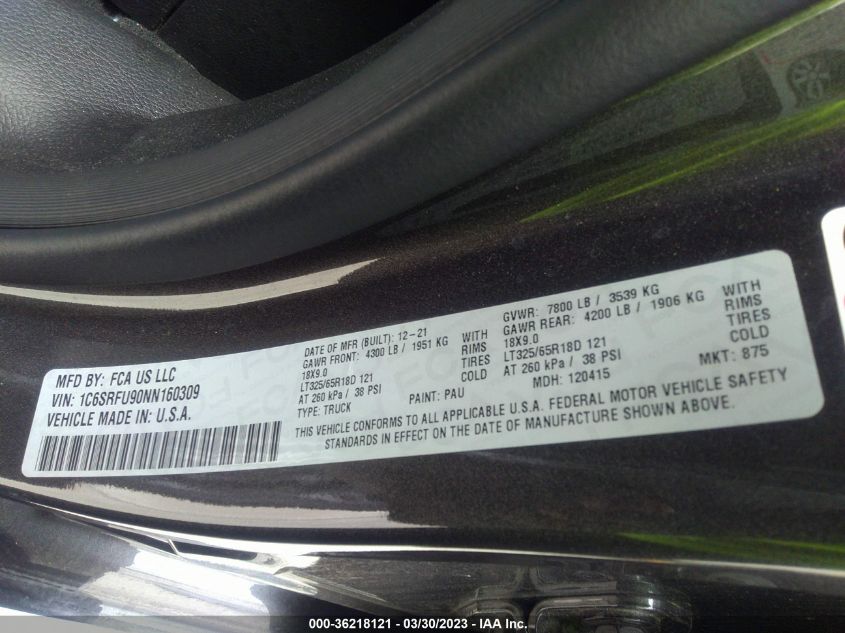 MFD BY: FCA US LLC
VIN: 1C6SRFU90NN160309
VEHICLE MADE IN: U.S.A.
DATE OF MFR (BUILT): 12-21
GAWR FRONT: 4300 LB / 1951 KG WITH
18X9.0 RIMS
LT325/65R18D 121 TIRES
AT 260 kPa / 38 PSI COLD
TYPE: TRUCK PAINT: PAU
GVWR: 7800 LB / 3539 KG
GAWR REAR: 4200 LB / 1906 KG WITH
18X9.0 RIMS
LT325/65R18D 121 TIRES
AT 260 kPa / 38 PSI COLD
MDH: 120415 MKT: 875
THIS VEHICLE CONFORMS TO ALL APPLICABLE U.S.A. FEDERAL MOTOR VEHICLE SAFETY
STANDARDS IN EFFECT ON THE DATE OF MANUFACTURE SHOWN ABOVE.
000-36218121 — 03/30/2023 — IAA Inc.